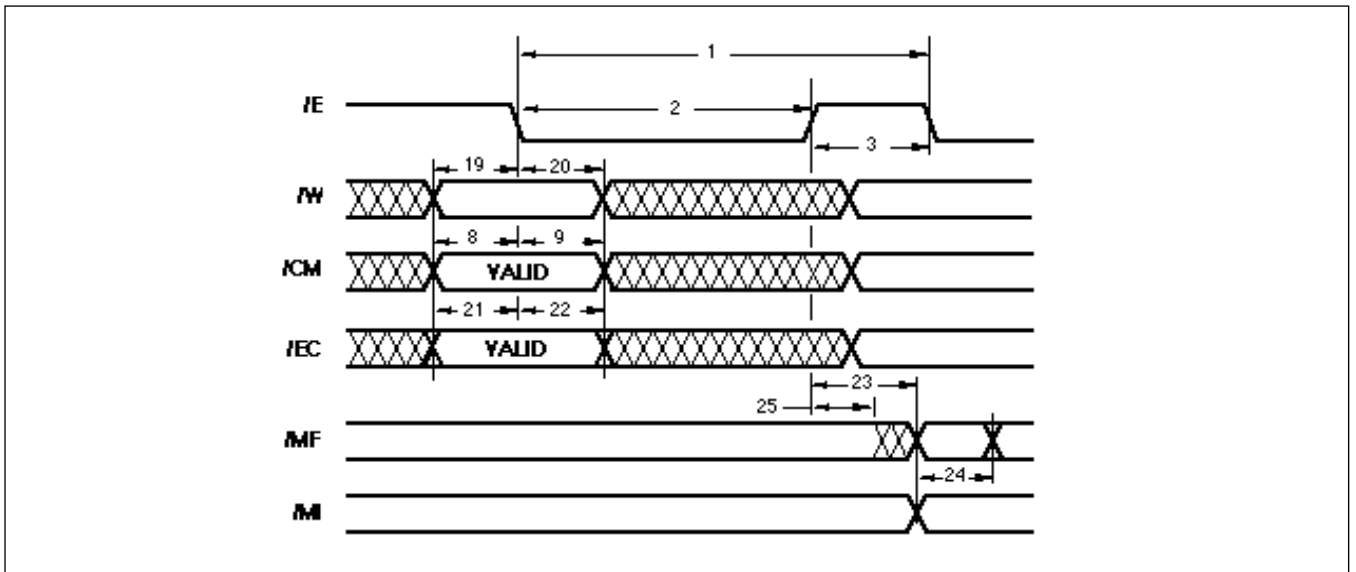 1
/E
2
3
19 20
/W
8 9
/CM VALID
21 22
/EC VALID
23
25
/MF
24
/MI